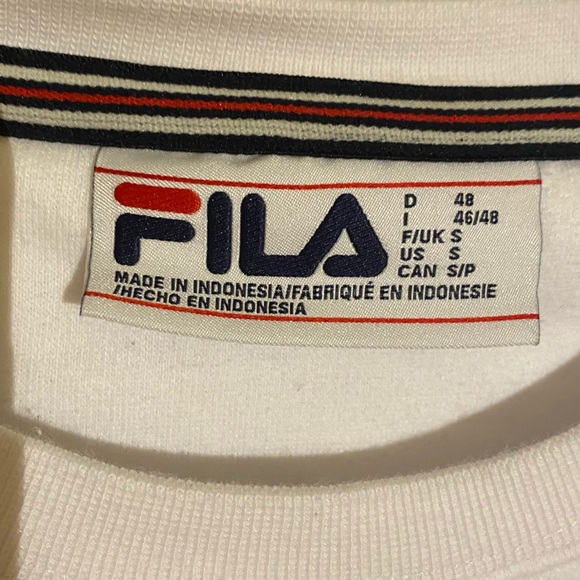 FILA
D 48
I 46/48
F/UK S
US S
CAN S/P
MADE IN INDONESIA/FABRIQUÉ EN INDONESIE
/HECHO EN INDONESIA